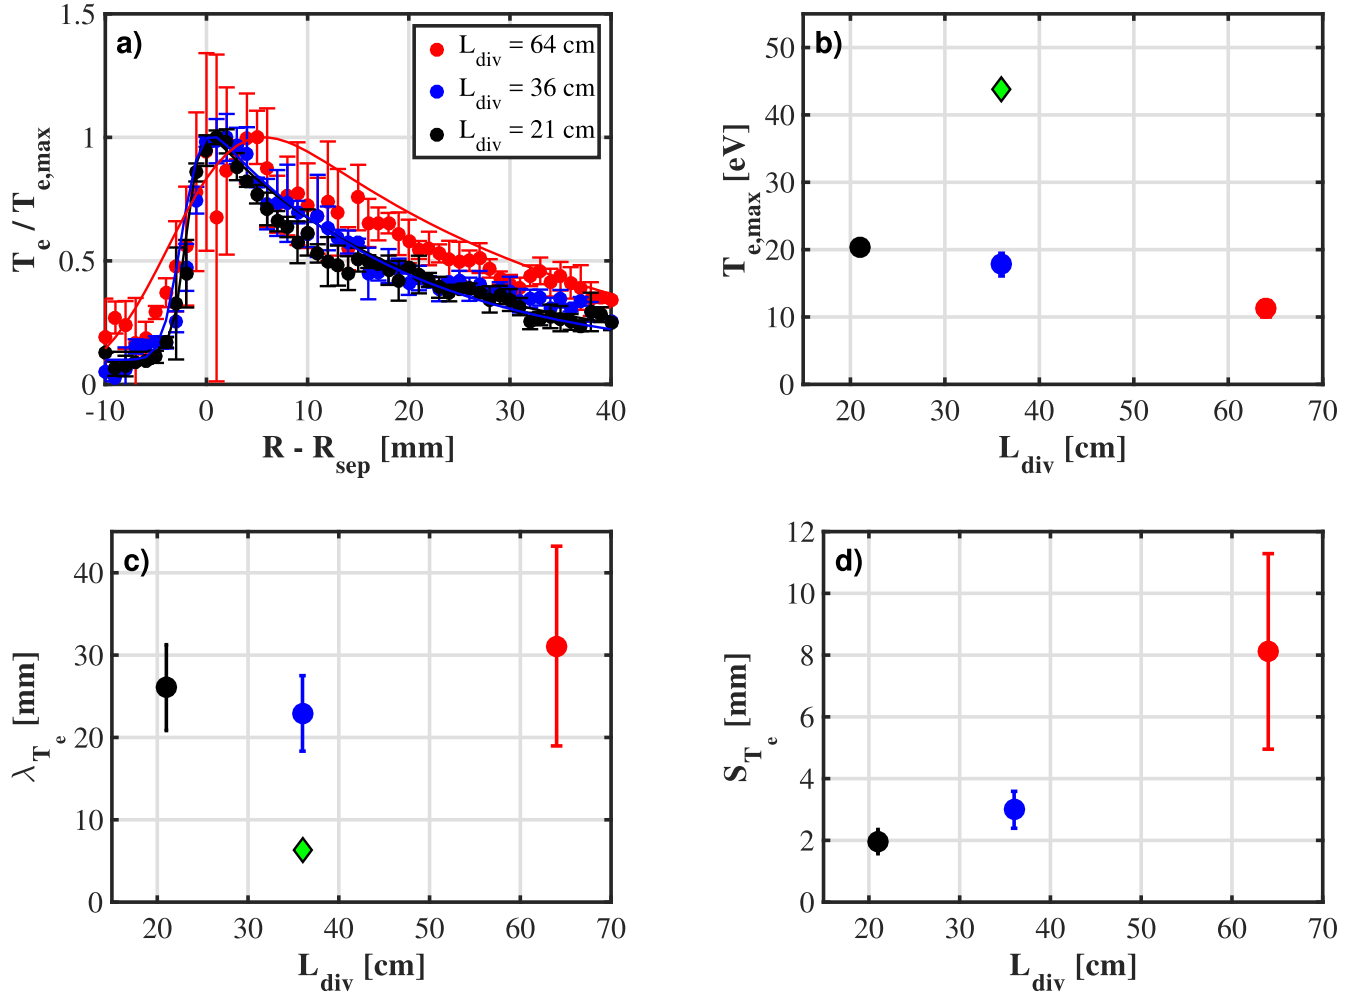 a)
1.5
1
0.5
0
T_e / T_e,max
L_div = 64 cm
L_div = 36 cm
L_div = 21 cm
-10 0 10 20 30 40
R - R_sep [mm]
b)
50
40
30
20
10
0
T_e,max [eV]
20 30 40 50 60 70
L_div [cm]
c)
40
30
20
10
0
λ_T_e [mm]
20 30 40 50 60 70
L_div [cm]
d)
12
10
8
6
4
2
0
S_T_e [mm]
20 30 40 50 60 70
L_div [cm]